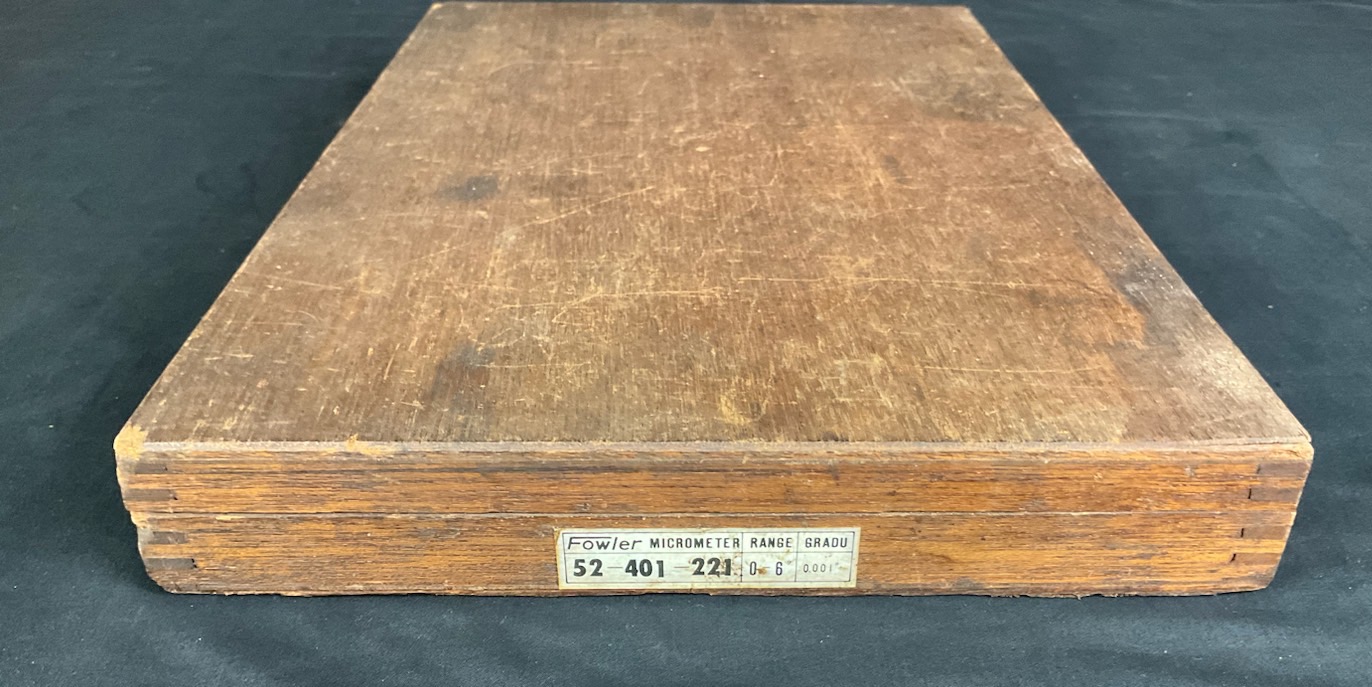 Fowler MICROMETER RANGE GRADU
52-401-221 0-6 0.001"